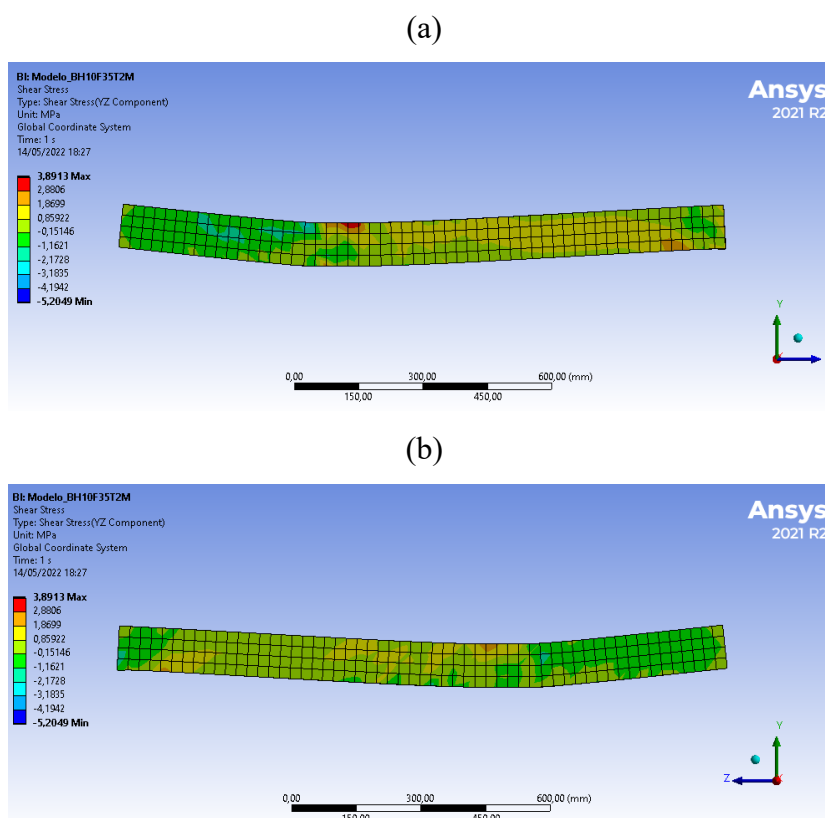 (a)
BI: Modelo_BH10F35T2M
Shear Stress
Type: Shear Stress(YZ Component)
Unit: MPa
Global Coordinate System
Time: 1 s
14/05/2022 18:27
Ansys
2021 R2
3,8913 Max
2,8806
1,8699
0,85922
-0,15146
-1,1621
-2,1728
-3,1835
-4,1942
-5,2049 Min
Y
0,00 300,00 600,00 (mm)
150,00 450,00
(b)
BI: Modelo_BH10F35T2M
Shear Stress
Type: Shear Stress(YZ Component)
Unit: MPa
Global Coordinate System
Time: 1 s
14/05/2022 18:27
Ansys
2021 R2
3,8913 Max
2,8806
1,8699
0,85922
-0,15146
-1,1621
-2,1728
-3,1835
-4,1942
-5,2049 Min
Y
Z
0,00 300,00 600,00 (mm)
150,00 450,00